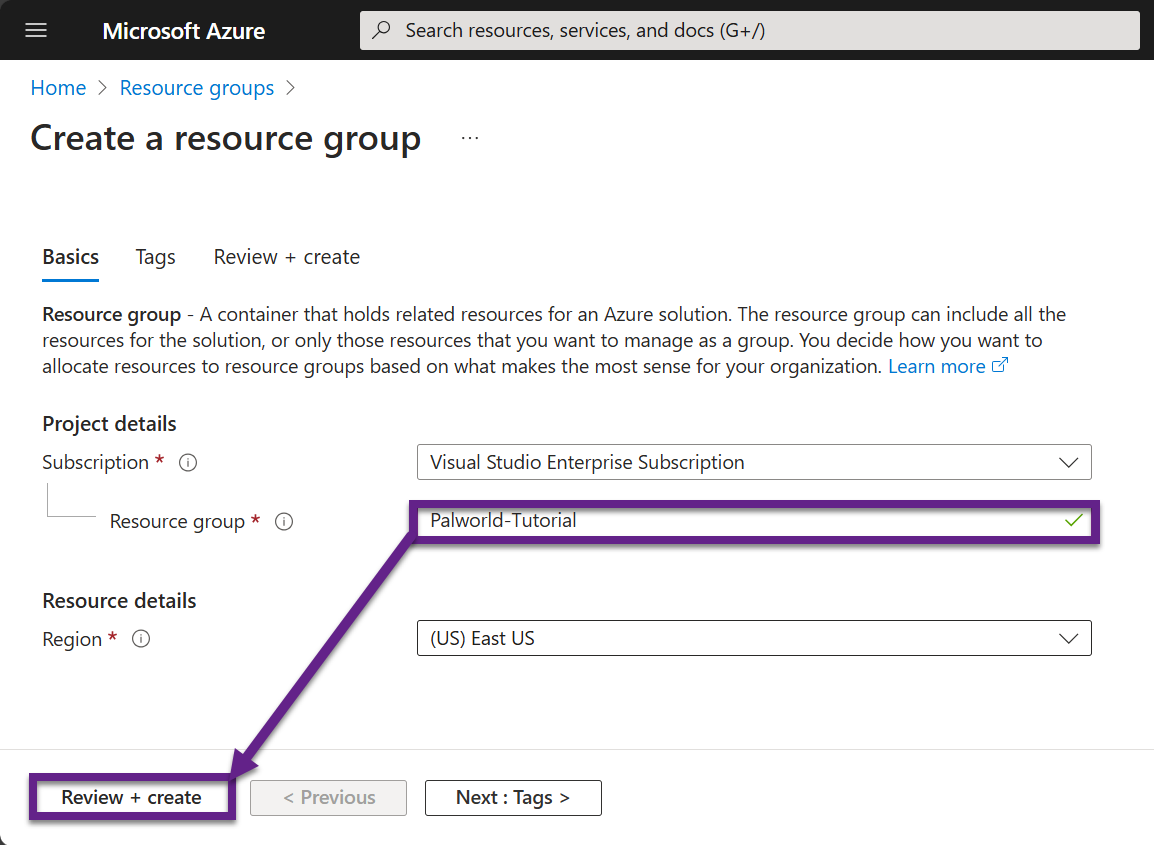 Microsoft Azure
Search resources, services, and docs (G+/)
Home > Resource groups >
Create a resource group ...
Basics Tags Review + create
Resource group - A container that holds related resources for an Azure solution. The resource group can include all the
resources for the solution, or only those resources that you want to manage as a group. You decide how you want to
allocate resources to resource groups based on what makes the most sense for your organization. Learn more
Project details
Subscription * Visual Studio Enterprise Subscription
Resource group * Palworld-Tutorial
Resource details
Region * (US) East US
Review + create < Previous Next : Tags >